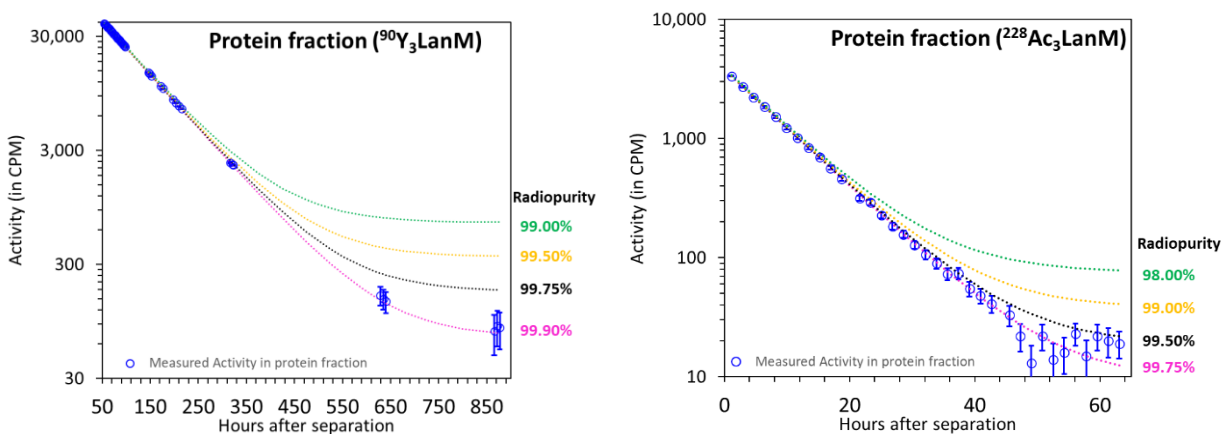 Protein fraction (⁹⁰Y₃LanM)
Activity (in CPM)
30,000
3,000
300
30
Radiopurity
99.00%
99.50%
99.75%
99.90%
Measured Activity in protein fraction
50 150 250 350 450 550 650 750 850
Hours after separation
Protein fraction (²²⁸Ac₃LanM)
Activity (in CPM)
10,000
1,000
100
10
Radiopurity
98.00%
99.00%
99.50%
99.75%
Measured Activity in protein fraction
0 20 40 60
Hours after separation